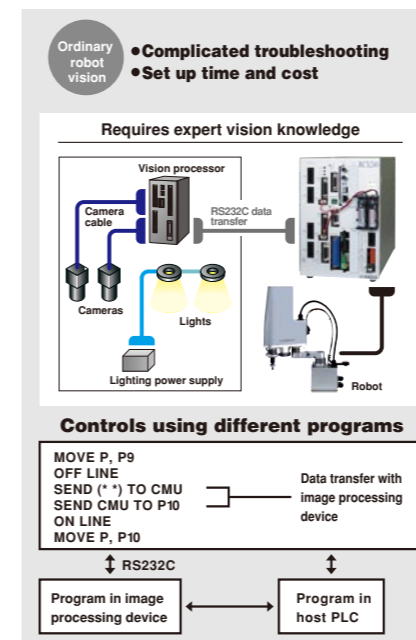 Ordinary
robot
vision
●Complicated troubleshooting
●Set up time and cost
Requires expert vision knowledge
Vision processor
Camera
cable
RS232C data
transfer
Cameras
Lights
Lighting power supply
Robot
Controls using different programs
MOVE P, P9
OFF LINE
SEND (* *) TO CMU
SEND CMU TO P10
ON LINE
MOVE P, P10
Data transfer with
image processing
device
RS232C
Program in image
processing device
Program in
host PLC